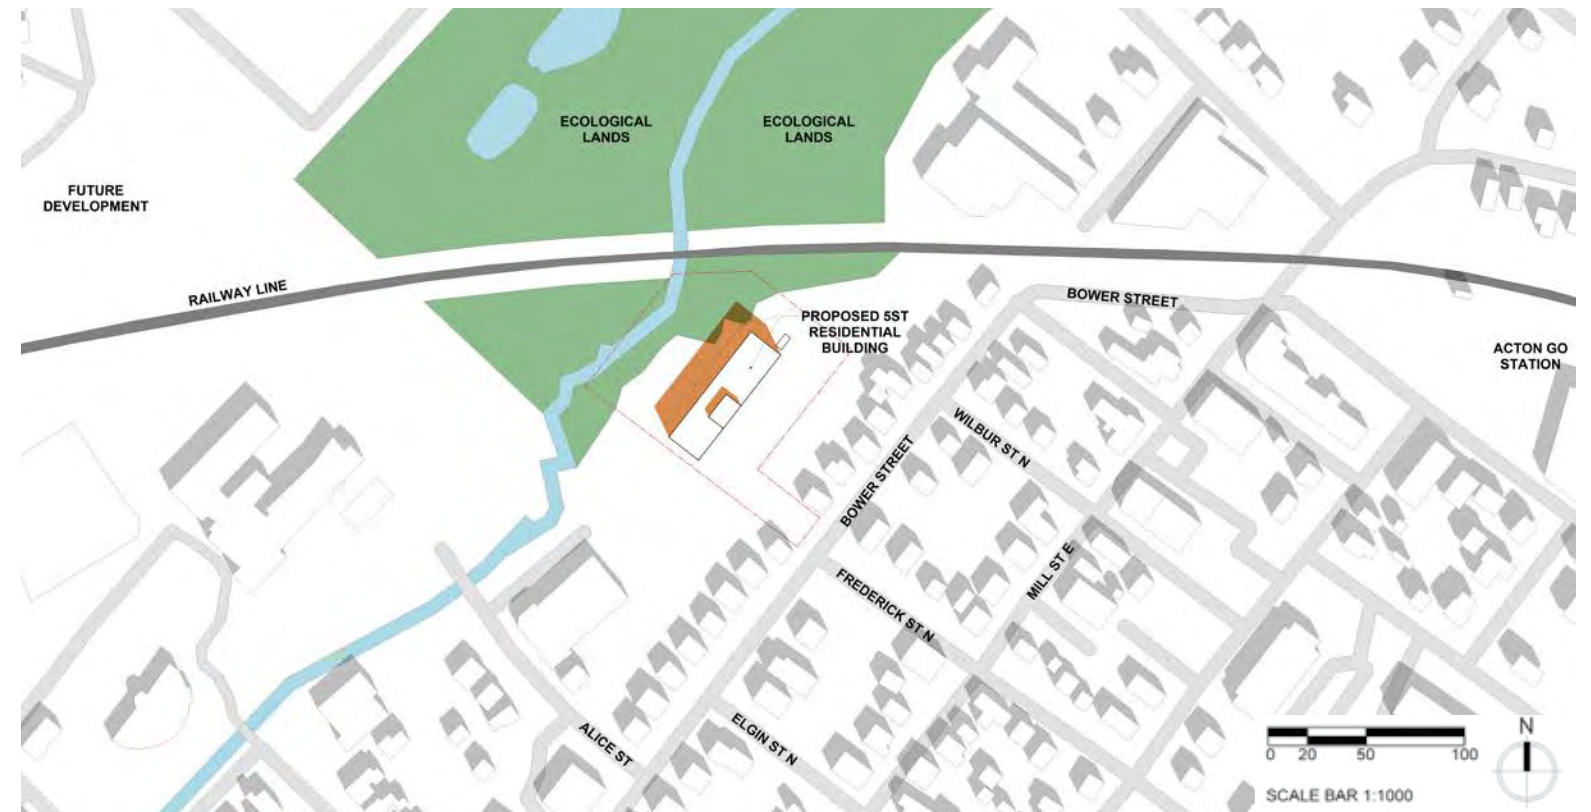 ECOLOGICAL
LANDS
ECOLOGICAL
LANDS
FUTURE
DEVELOPMENT
RAILWAY LINE
BOWER STREET
PROPOSED 5ST
RESIDENTIAL
BUILDING
ACTON GO
STATION
WILBUR ST N
BOWER STREET
MILL ST E
FREDERICK ST N
ALICE ST
ELGIN ST N
N
0 20 50 100
SCALE BAR 1:1000